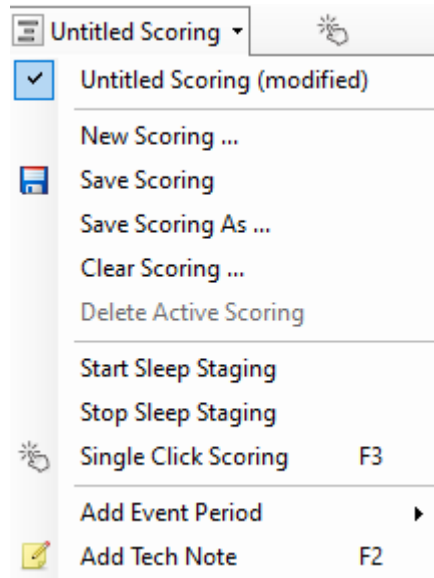 Untitled Scoring
Untitled Scoring (modified)
New Scoring ...
Save Scoring
Save Scoring As ...
Clear Scoring ...
Delete Active Scoring
Start Sleep Staging
Stop Sleep Staging
Single Click Scoring F3
Add Event Period
Add Tech Note F2